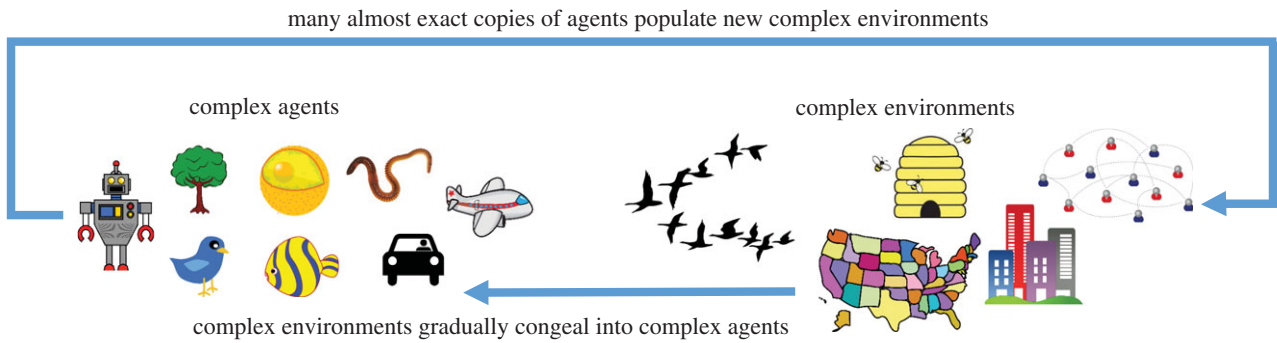 many almost exact copies of agents populate new complex environments
complex agents
complex environments
complex environments gradually congeal into complex agents